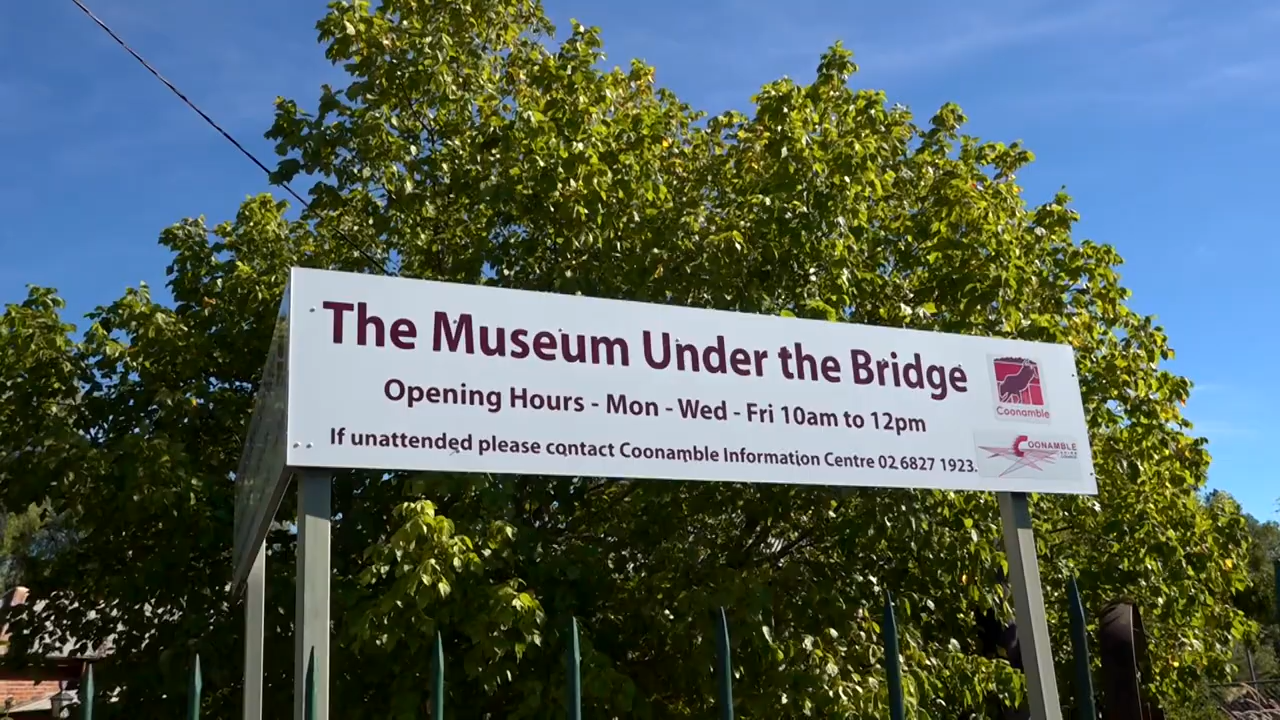 The Museum Under the Bridge
Opening Hours - Mon - Wed - Fri 10am to 12pm
If unattended please contact Coonamble Information Centre 02 6827 1923.
Coonamble
COONAMBLE